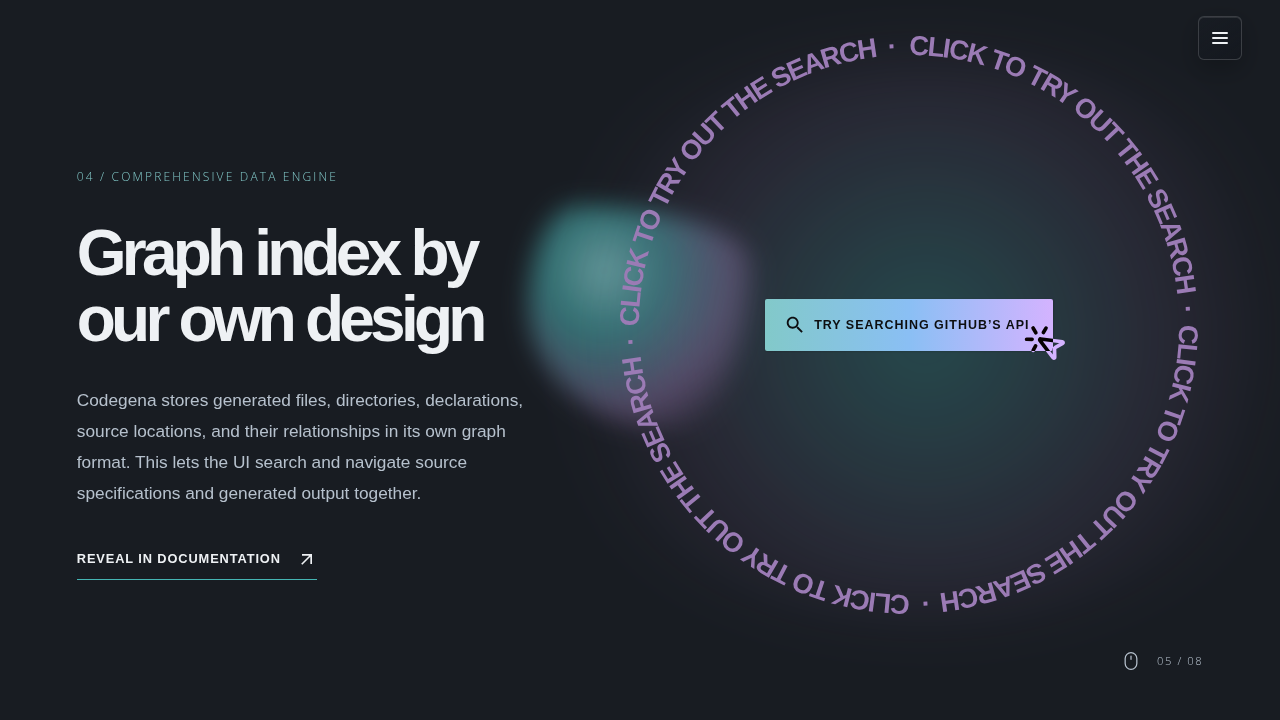 04 / COMPREHENSIVE DATA ENGINE
Graph index by
our own design
Codegena stores generated files, directories, declarations,
source locations, and their relationships in its own graph
format. This lets the UI search and navigate source
specifications and generated output together.
REVEAL IN DOCUMENTATION
CLICK TO TRY OUT THE SEARCH · CLICK TO TRY OUT THE SEARCH · CLICK TO TRY OUT THE SEARCH · CLICK TO TRY OUT THE SEARCH ·
TRY SEARCHING GITHUB’S API
05 / 08